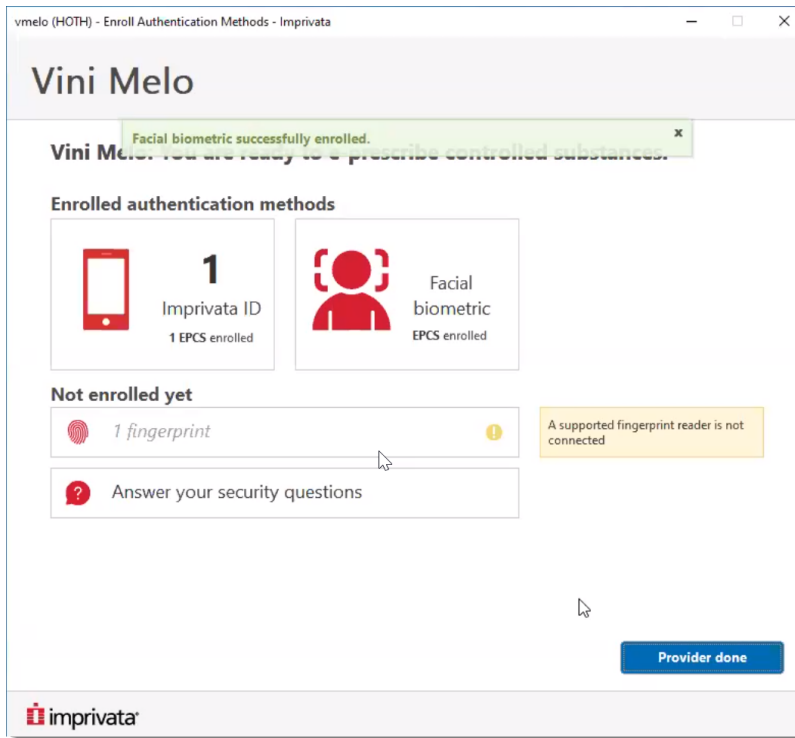 vmelo (HOTH) - Enroll Authentication Methods - Imprivata
Vini Melo
Facial biometric successfully enrolled.
x
Vini Melo: You are ready to e-prescribe controlled substances.
Enrolled authentication methods
1
Imprivata ID
1 EPCS enrolled
Facial
biometric
EPCS enrolled
Not enrolled yet
1 fingerprint
A supported fingerprint reader is not
connected
Answer your security questions
Provider done
imprivata